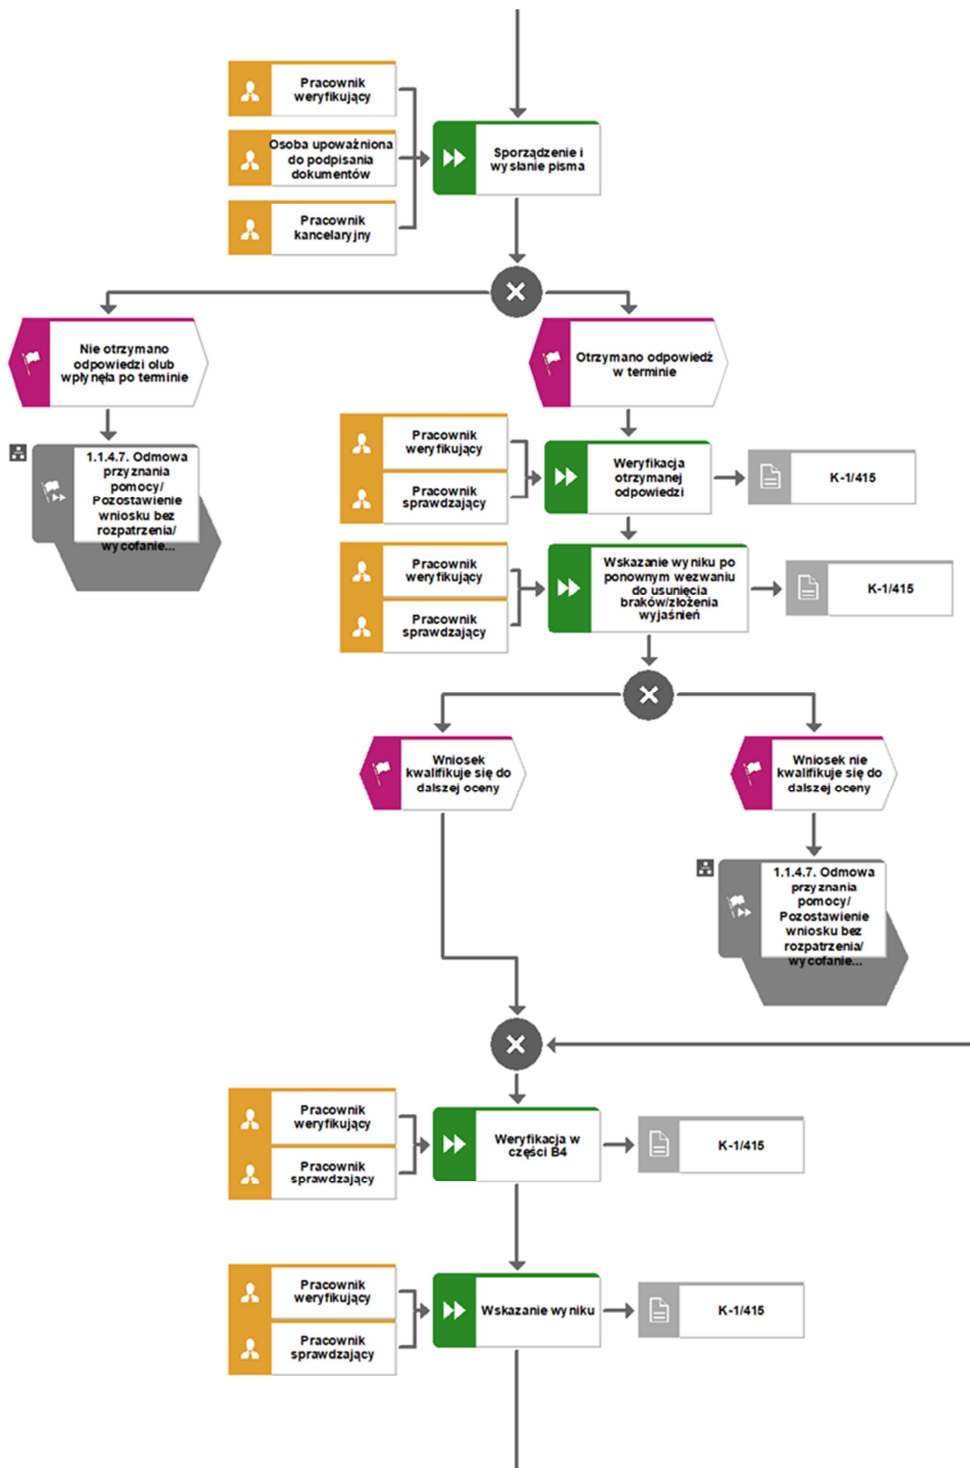 Pracownik
weryfikujący
Osoba upoważniona
do podpisania
dokumentów
Pracownik
kancelaryjny
Sporządzenie i
wysłanie pisma
Nie otrzymano
odpowiedzi olub
wpłynęła po terminie
Otrzymano odpowiedź
w terminie
1.1.4.7. Odmowa
przyznania
pomocy/
Pozostawienie
wniosku bez
rozpatrzenia/
wycofanie...
Pracownik
weryfikujący
Pracownik
sprawdzający
Weryfikacja
otrzymanej
odpowiedzi
K-1/415
Pracownik
weryfikujący
Pracownik
sprawdzający
Wskazanie wyniku po
ponownym wezwaniu
do usunięcia
braków/złożenia
wyjaśnień
K-1/415
Wniosek
kwalifikuje się do
dalszej oceny
Wniosek nie
kwalifikuje się do
dalszej oceny
1.1.4.7. Odmowa
przyznania
pomocy/
Pozostawienie
wniosku bez
rozpatrzenia/
wycofanie...
Pracownik
weryfikujący
Pracownik
sprawdzający
Weryfikacja w
części B4
K-1/415
Pracownik
weryfikujący
Pracownik
sprawdzający
Wskazanie wyniku
K-1/415